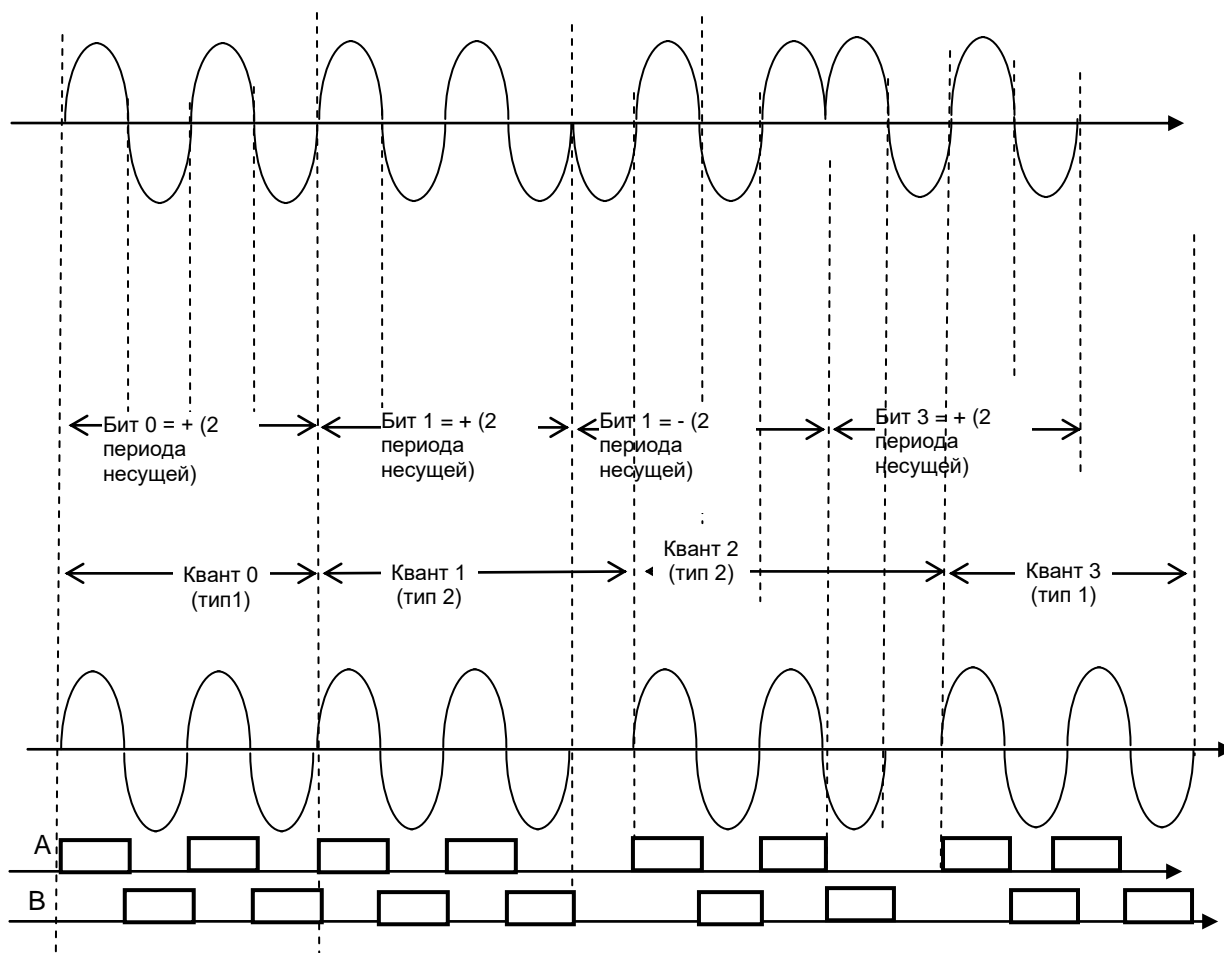 Бит 0 = + (2
периода
несущей)
Бит 1 = + (2
периода
несущей)
Бит 1 = - (2
периода
несущей)
Бит 3 = + (2
периода
несущей)
Квант 0
(тип1)
Квант 1
(тип 2)
Квант 2
(тип 2)
Квант 3
(тип 1)
A
B